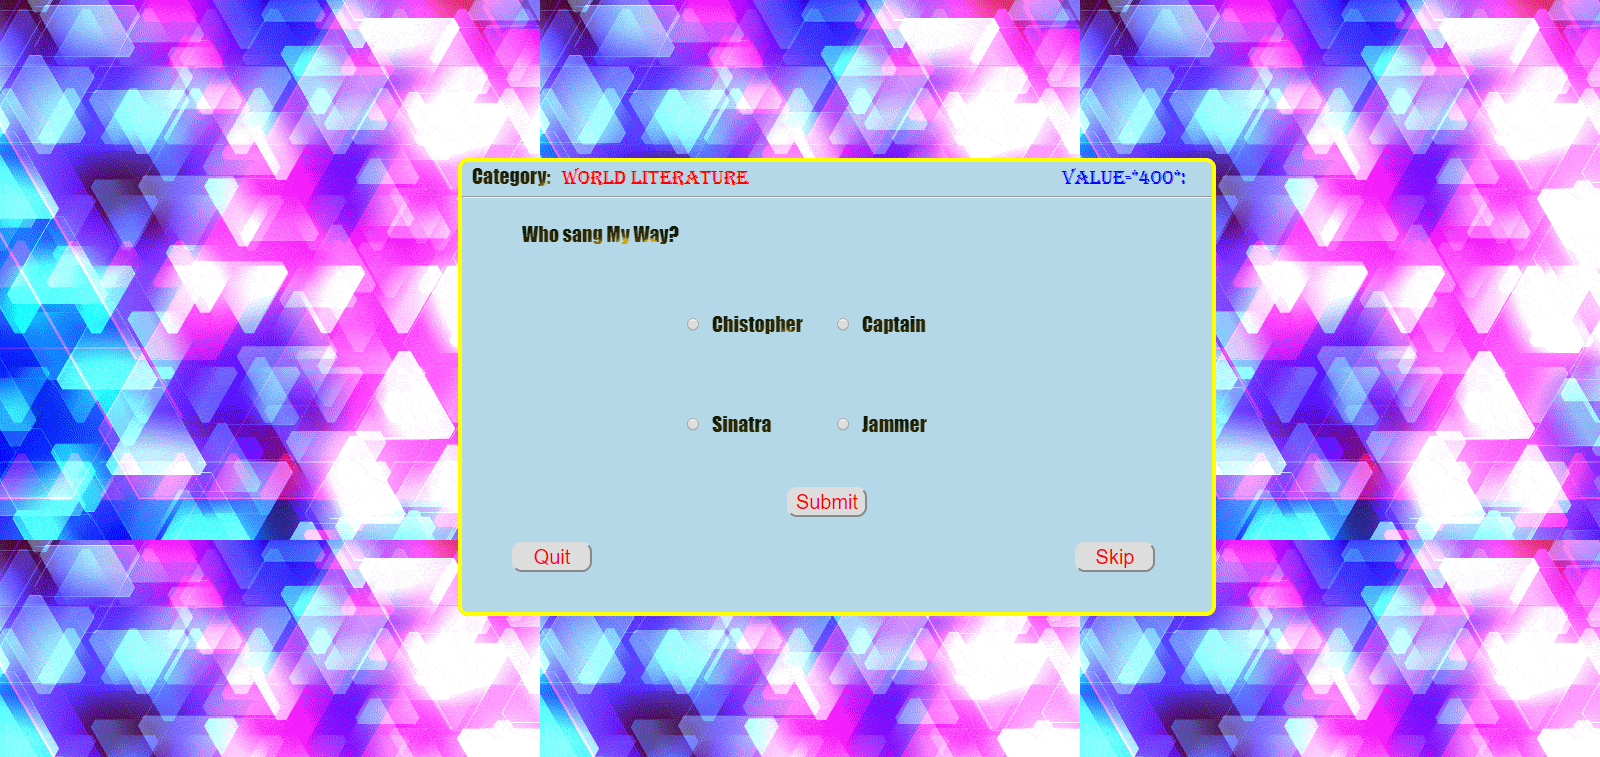 Category: WORLD LITERATURE VALUE=*400*:
Who sang My Way?
Chistopher Captain
Sinatra Jammer
Submit
Quit Skip